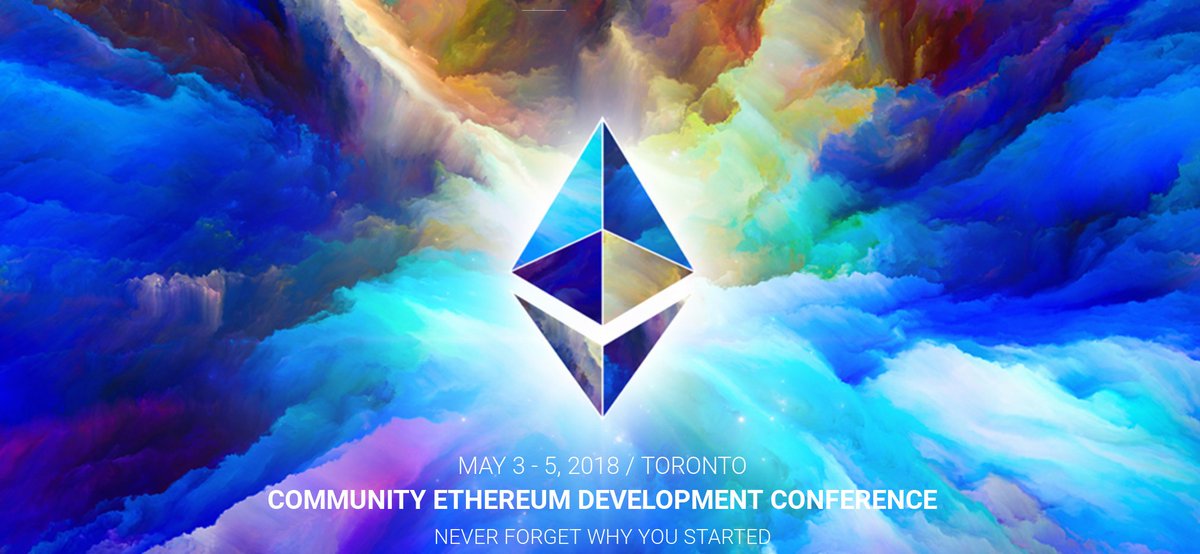 MAY 3 - 5, 2018 / TORONTO
COMMUNITY ETHEREUM DEVELOPMENT CONFERENCE
NEVER FORGET WHY YOU STARTED